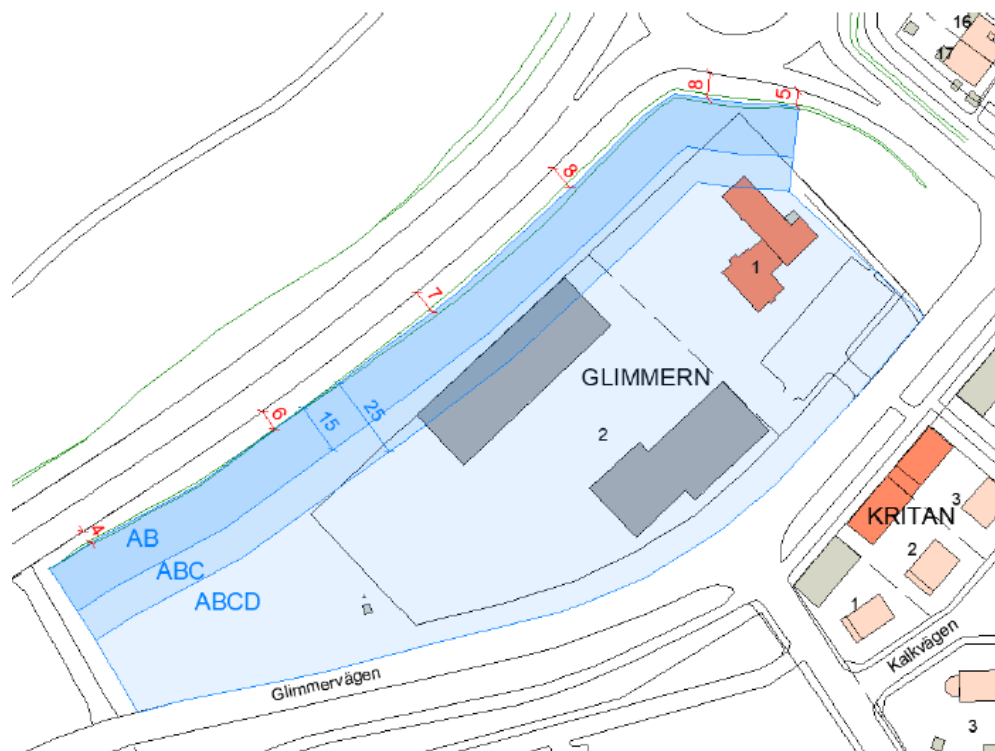 16
17
8
5
8
7
1
GLIMMERN
6
15
25
2
3
KRITAN
4
AB
2
ABC
ABCD
1
Kalkvägen
Glimmervägen
3